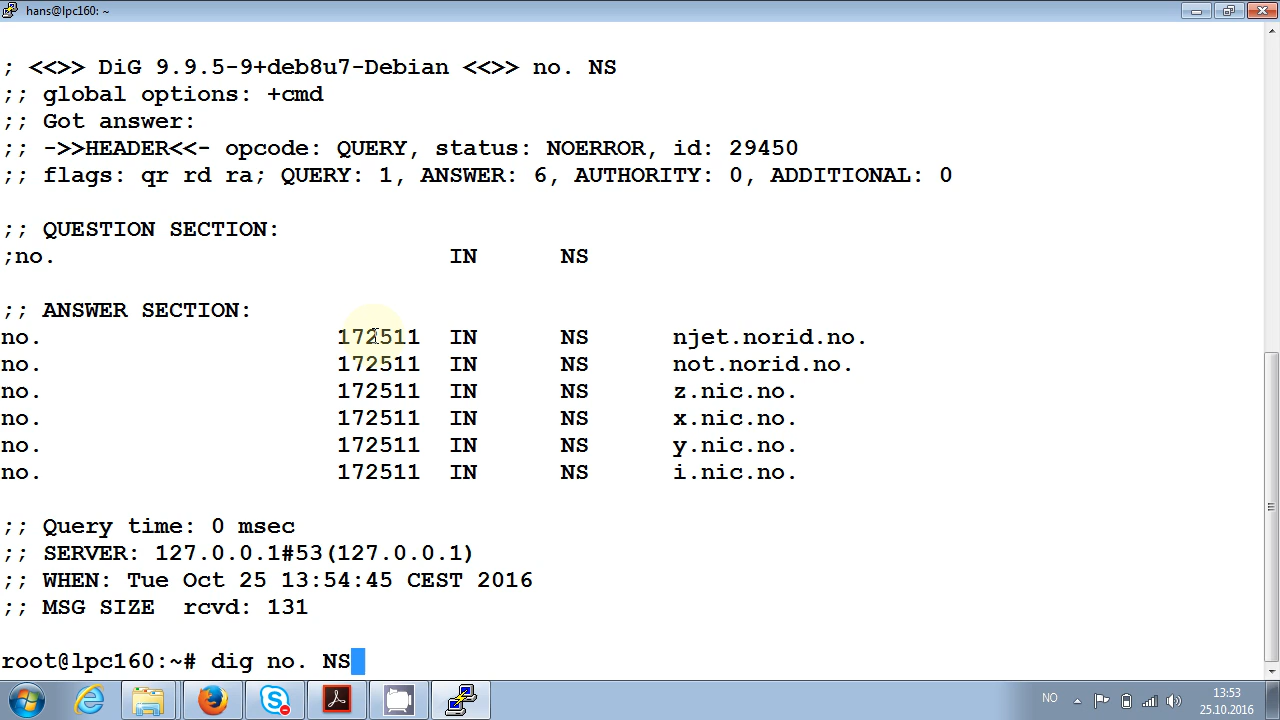 hans@lpc160: ~
; <<>> DiG 9.9.5-9+deb8u7-Debian <<>> no. NS
;; global options: +cmd
;; Got answer:
;; ->>HEADER<<- opcode: QUERY, status: NOERROR, id: 29450
;; flags: qr rd ra; QUERY: 1, ANSWER: 6, AUTHORITY: 0, ADDITIONAL: 0
;; QUESTION SECTION:
;no. IN NS
;; ANSWER SECTION:
no. 172511 IN NS njet.norid.no.
no. 172511 IN NS not.norid.no.
no. 172511 IN NS z.nic.no.
no. 172511 IN NS x.nic.no.
no. 172511 IN NS y.nic.no.
no. 172511 IN NS i.nic.no.
;; Query time: 0 msec
;; SERVER: 127.0.0.1#53(127.0.0.1)
;; WHEN: Tue Oct 25 13:54:45 CEST 2016
;; MSG SIZE rcvd: 131
root@lpc160:~# dig no. NS
NO 13:53
25.10.2016